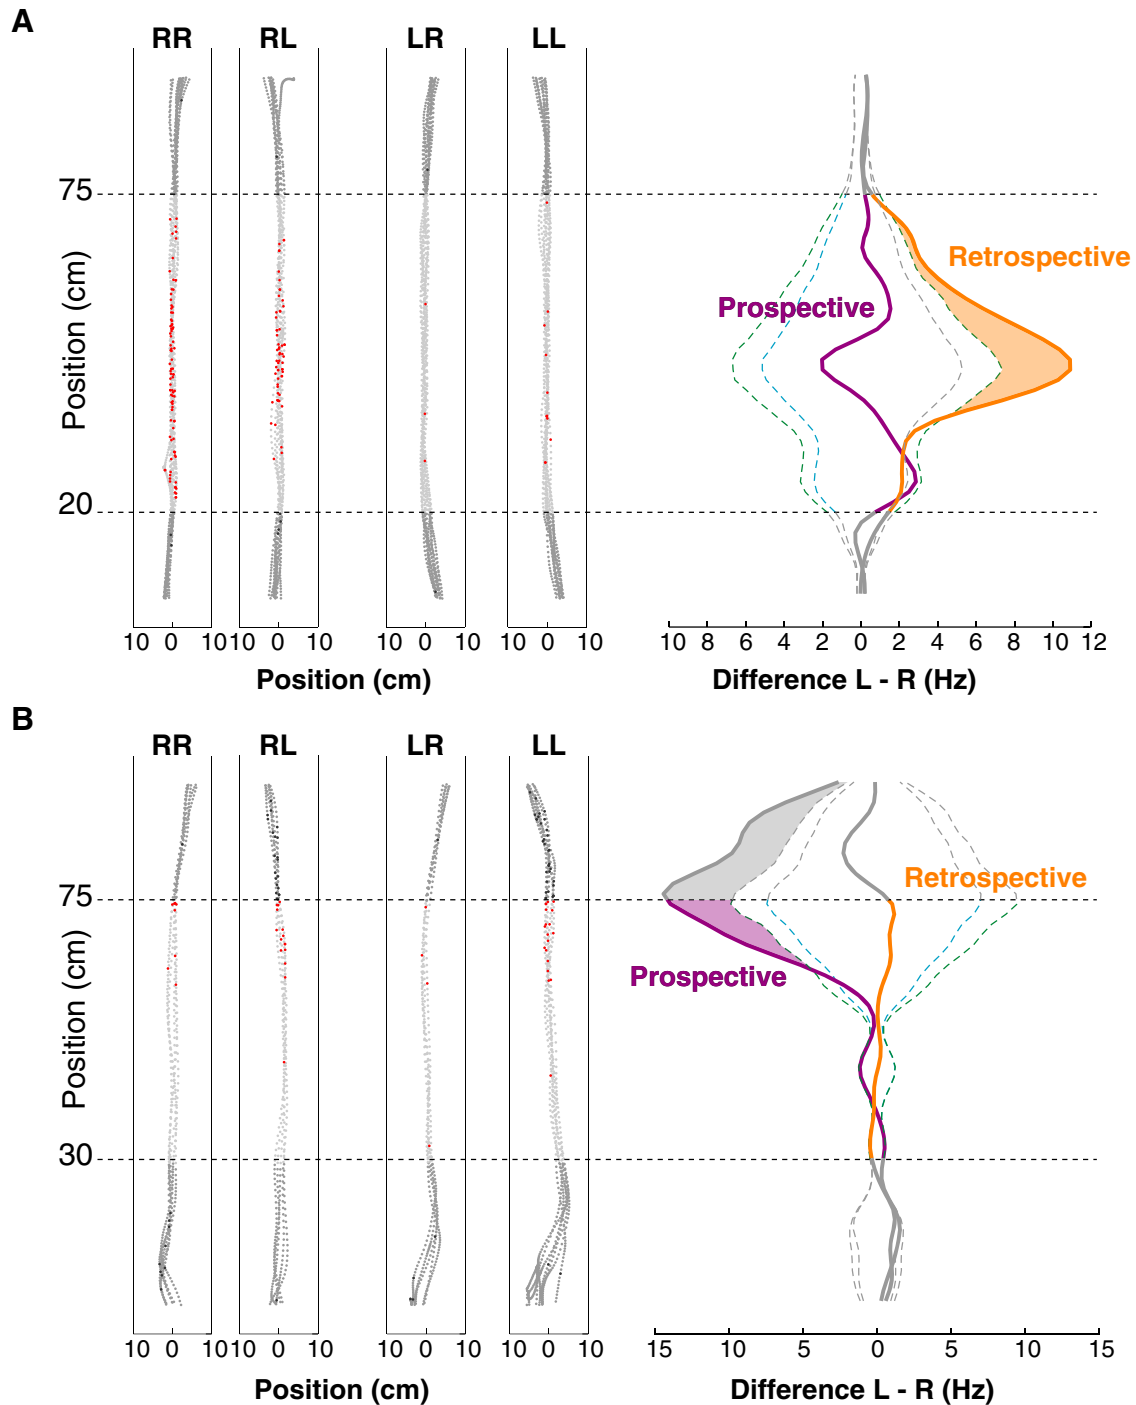 A
RR RL LR LL
75
Retrospective
Prospective
Position (cm)
20
10 0 10 10 0 10 10 0 10 10 0 10 10 8 6 4 2 0 2 4 6 8 10 12
Position (cm) Difference L - R (Hz)
B
RR RL LR LL
Retrospective
75
Prospective
Position (cm)
30
10 0 10 10 0 10 10 0 10 10 0 10 15 10 5 0 5 10 15
Position (cm) Difference L - R (Hz)